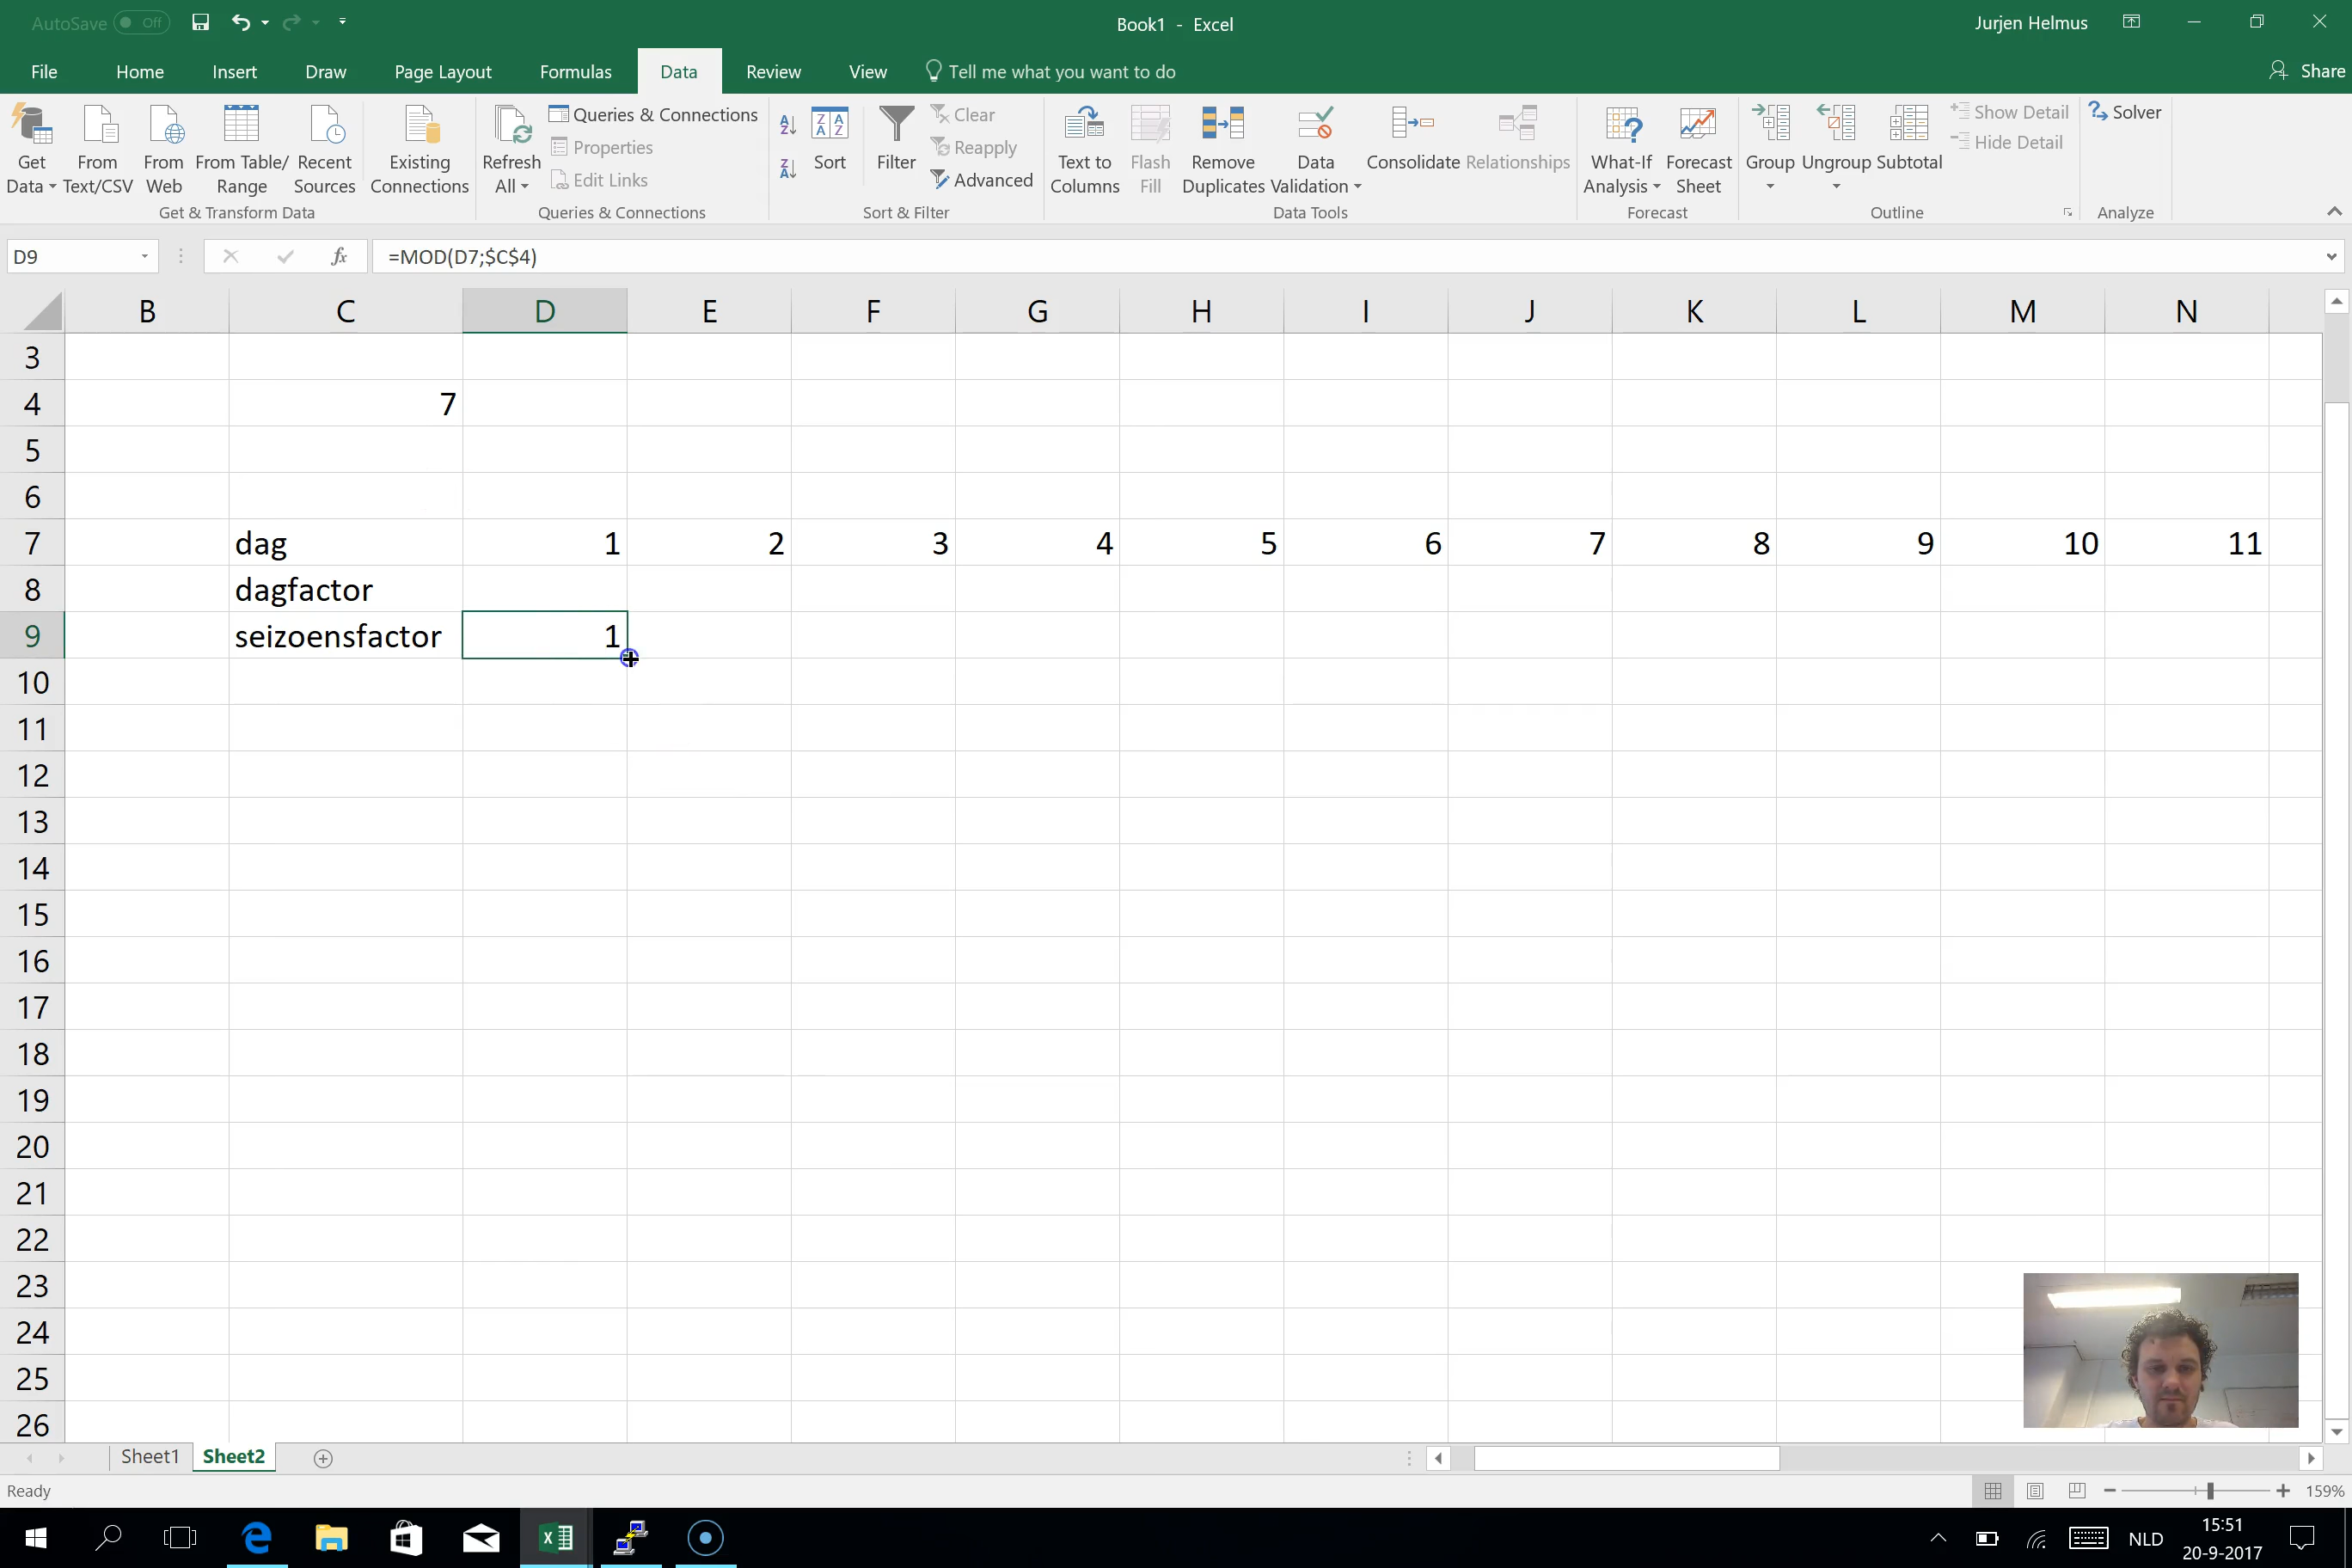 AutoSave Off
Book1 - Excel
Jurjen Helmus
File Home Insert Draw Page Layout Formulas Data Review View Tell me what you want to do Share
Get Data
From Text/CSV
From Web
From Table/ Range
Recent Sources
Existing Connections
Get & Transform Data
Refresh All
Queries & Connections
Properties
Edit Links
Queries & Connections
Sort
Filter
Clear
Reapply
Advanced
Sort & Filter
Text to Columns
Flash Fill
Remove Duplicates
Data Validation
Consolidate
Relationships
Data Tools
What-If Analysis
Forecast Sheet
Forecast
Group
Ungroup
Subtotal
Show Detail
Hide Detail
Outline
Solver
Analyze
D9 fx =MOD(D7;$C$4)
B C D E F G H I J K L M N
3
4 7
5
6
7 dag 1 2 3 4 5 6 7 8 9 10 11
8 dagfactor
9 seizoensfactor 1
10
11
12
13
14
15
16
17
18
19
20
21
22
23
24
25
26
Sheet1 Sheet2
Ready
159%
NLD
15:51
20-9-2017